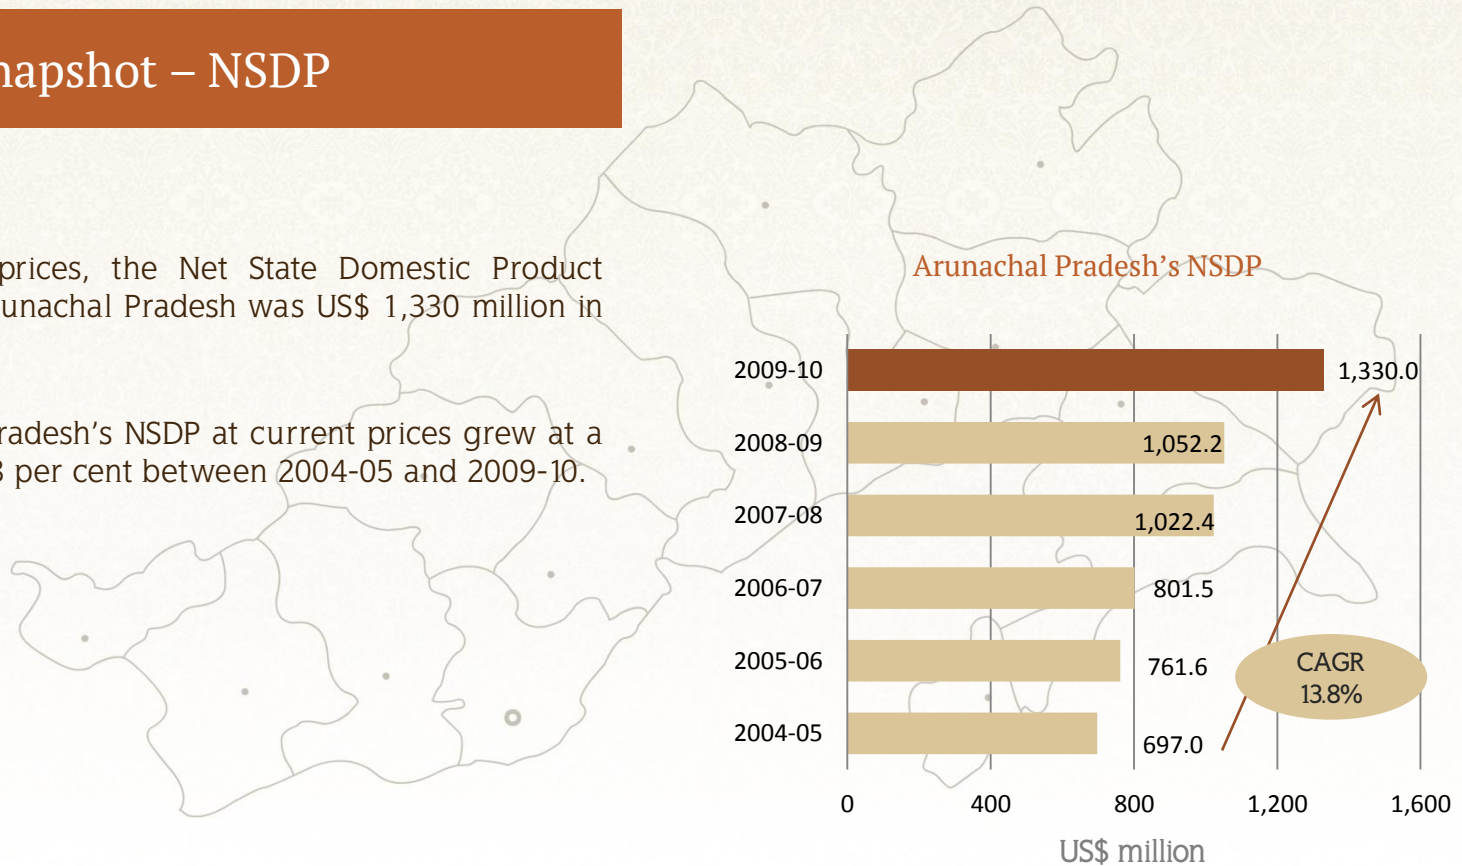 napshot – NSDP
prices, the Net State Domestic Product
unachal Pradesh was US$ 1,330 million in
radesh's NSDP at current prices grew at a
8 per cent between 2004-05 and 2009-10.
Arunachal Pradesh's NSDP
2009-10 1,330.0
2008-09 1,052.2
2007-08 1,022.4
2006-07 801.5
2005-06 761.6
2004-05 697.0
CAGR
13.8%
0 400 800 1,200 1,600
US$ million